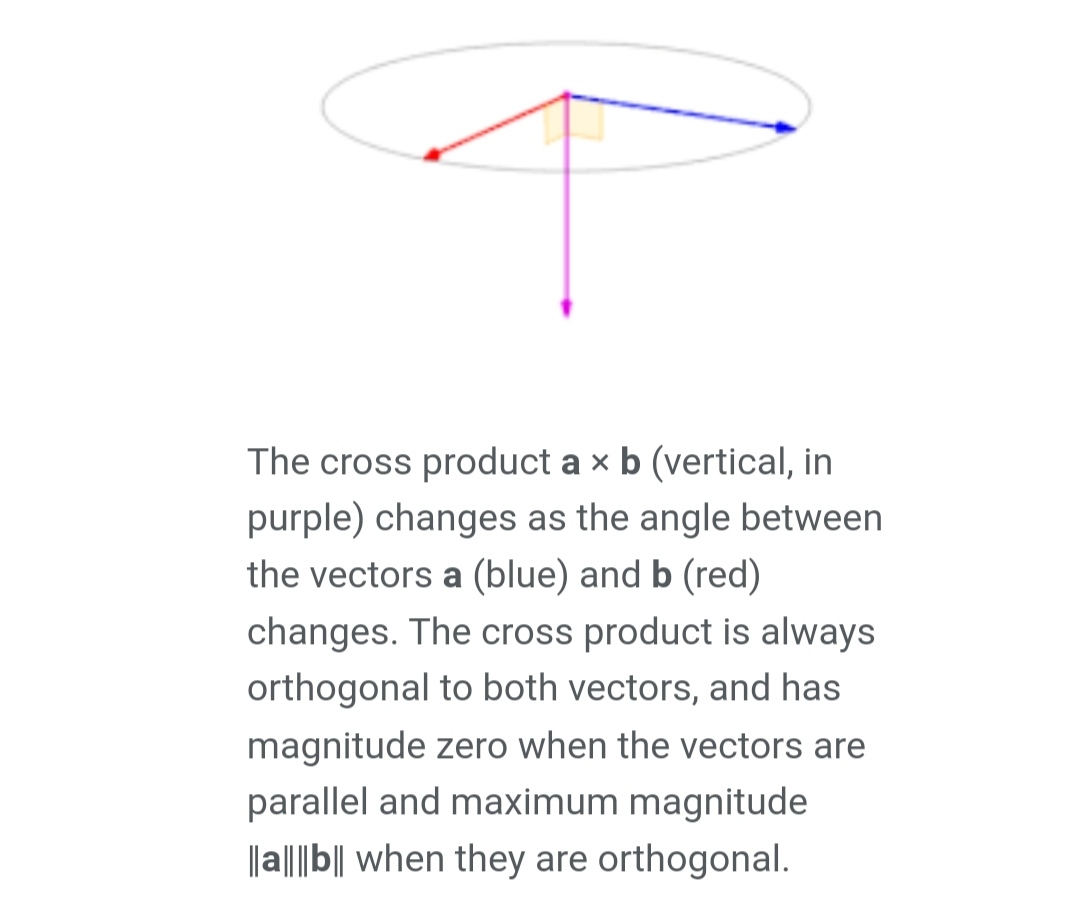 The cross product a × b (vertical, in
purple) changes as the angle between
the vectors a (blue) and b (red)
changes. The cross product is always
orthogonal to both vectors, and has
magnitude zero when the vectors are
parallel and maximum magnitude
‖a‖‖b‖ when they are orthogonal.